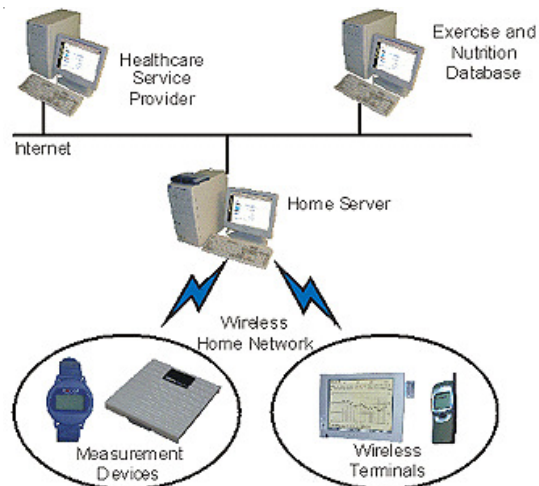 Healthcare
Service
Provider
Exercise and
Nutrition
Database
Internet
Home Server
Wireless
Home Network
Measurement
Devices
Wireless
Terminals